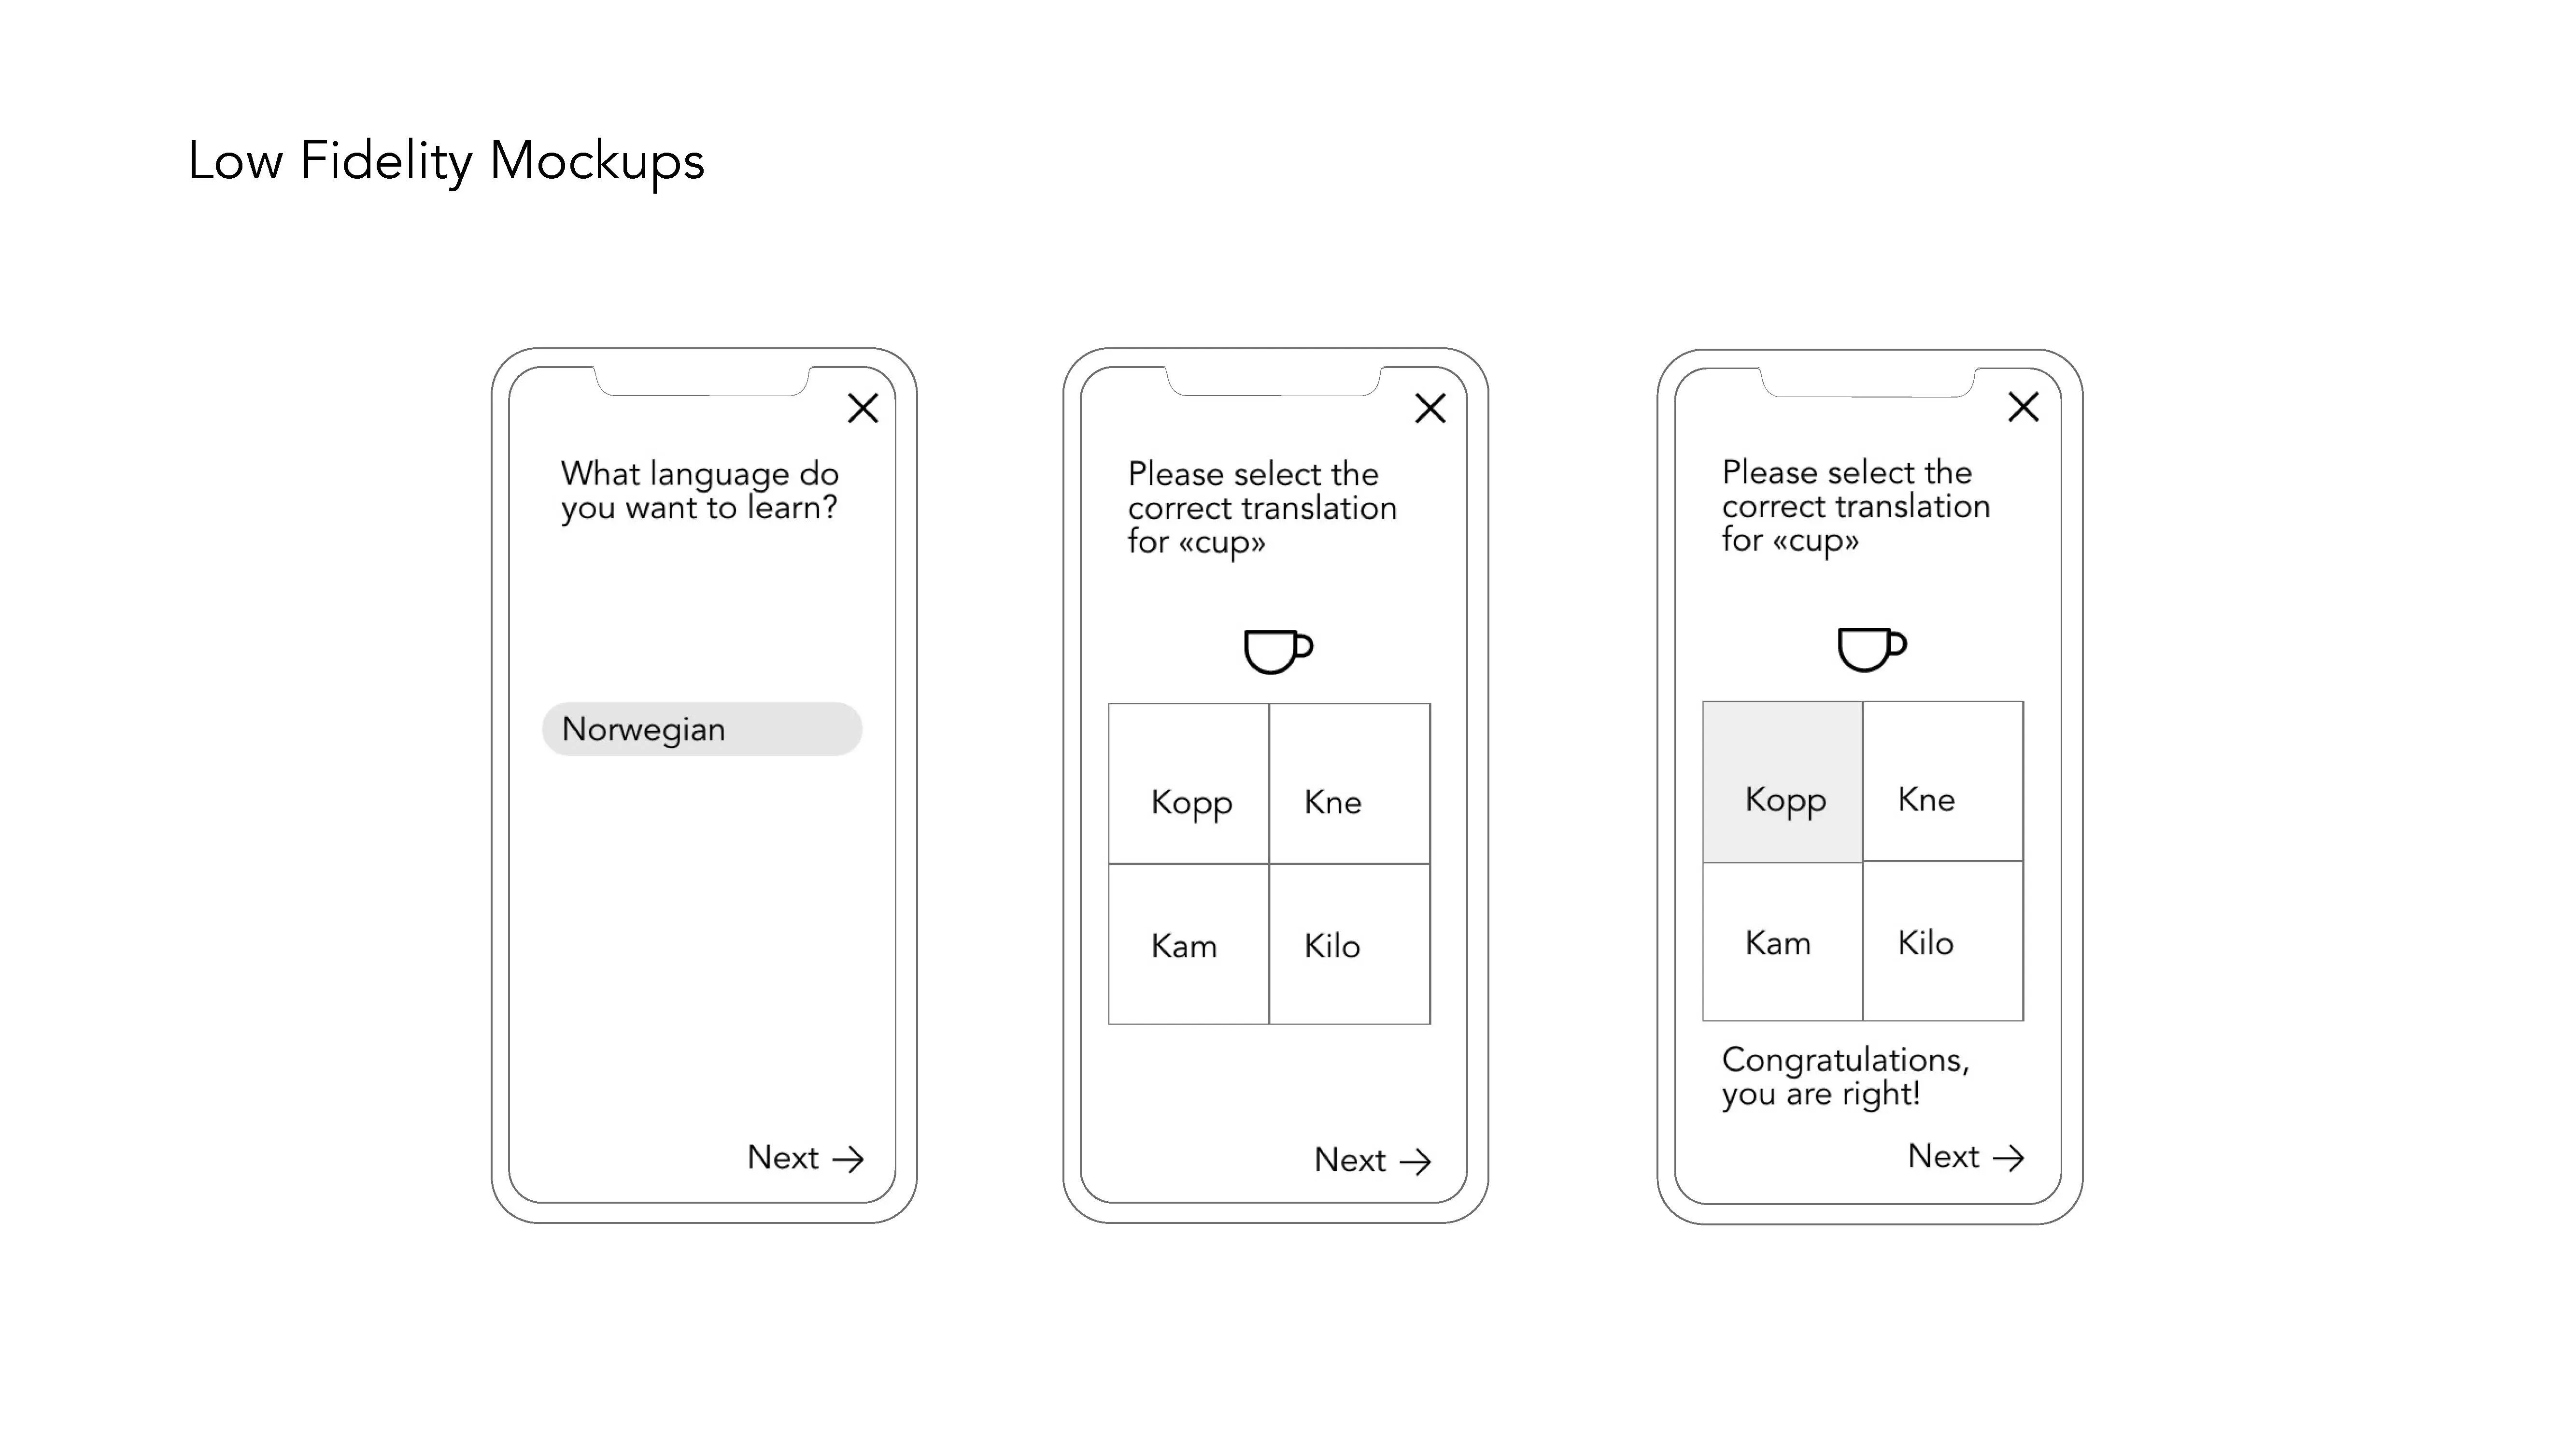 Low Fidelity Mockups
What language do
you want to learn?
Norwegian
Next →
Please select the
correct translation
for «cup»
Kopp
Kne
Kam
Kilo
Next →
Please select the
correct translation
for «cup»
Kopp
Kne
Kam
Kilo
Congratulations,
you are right!
Next →